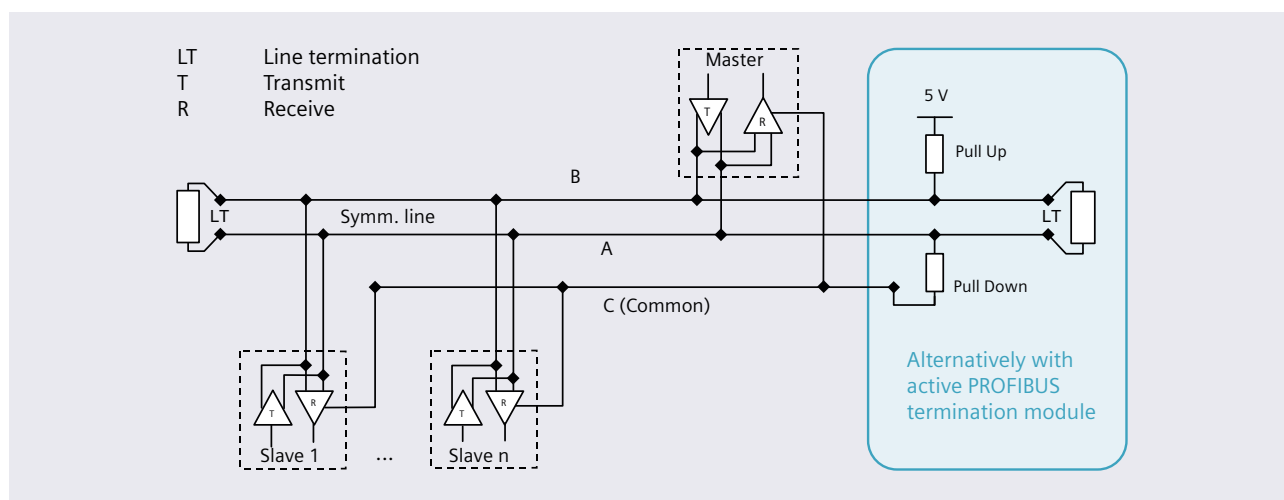 LT Line termination
T Transmit
R Receive
Master
T
R
5 V
Pull Up
B
LT
Symm. line
LT
A
C (Common)
Pull Down
Alternatively with
active PROFIBUS
termination module
T
R
T
R
Slave 1
...
Slave n